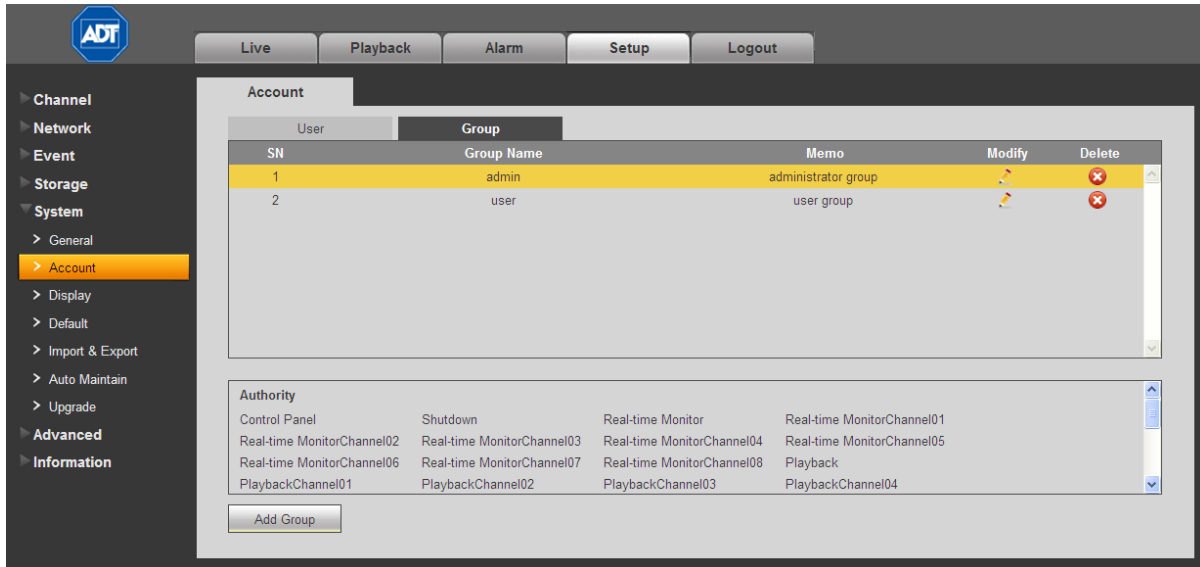 ADT
Live Playback Alarm Setup Logout
Channel
Network
Event
Storage
System
> General
> Account
> Display
> Default
> Import & Export
> Auto Maintain
> Upgrade
Advanced
Information
Account
User Group
SN Group Name Memo Modify Delete
1 admin administrator group
2 user user group
Authority
Control Panel Shutdown Real-time Monitor Real-time MonitorChannel01
Real-time MonitorChannel02 Real-time MonitorChannel03 Real-time MonitorChannel04 Real-time MonitorChannel05
Real-time MonitorChannel06 Real-time MonitorChannel07 Real-time MonitorChannel08 Playback
PlaybackChannel01 PlaybackChannel02 PlaybackChannel03 PlaybackChannel04
Add Group